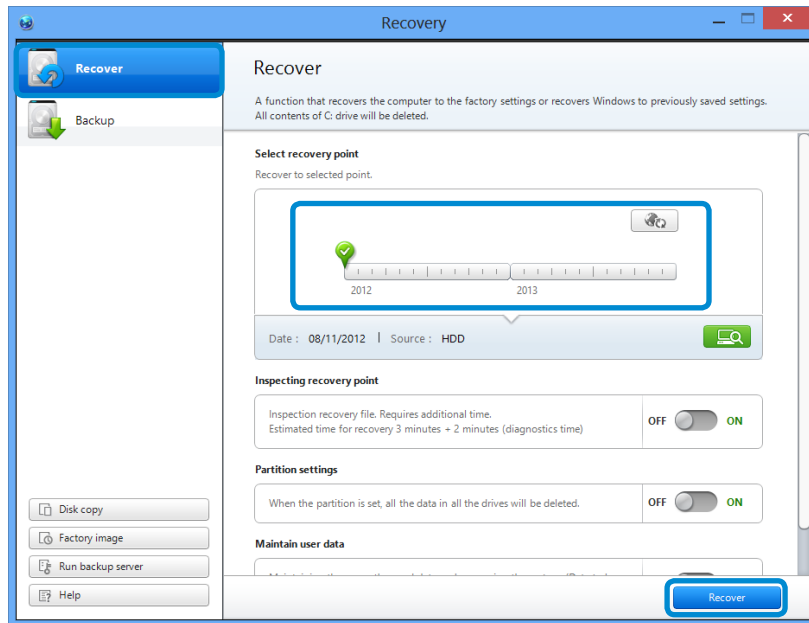 Recovery
Recover
Backup
Recover
A function that recovers the computer to the factory settings or recovers Windows to previously saved settings.
All contents of C: drive will be deleted.
Select recovery point
Recover to selected point.
2012 2013
Date : 08/11/2012 | Source : HDD
Inspecting recovery point
Inspection recovery file. Requires additional time.
Estimated time for recovery 3 minutes + 2 minutes (diagnostics time)
OFF ON
Partition settings
When the partition is set, all the data in all the drives will be deleted.
OFF ON
Maintain user data
Disk copy
Factory image
Run backup server
Help
Recover